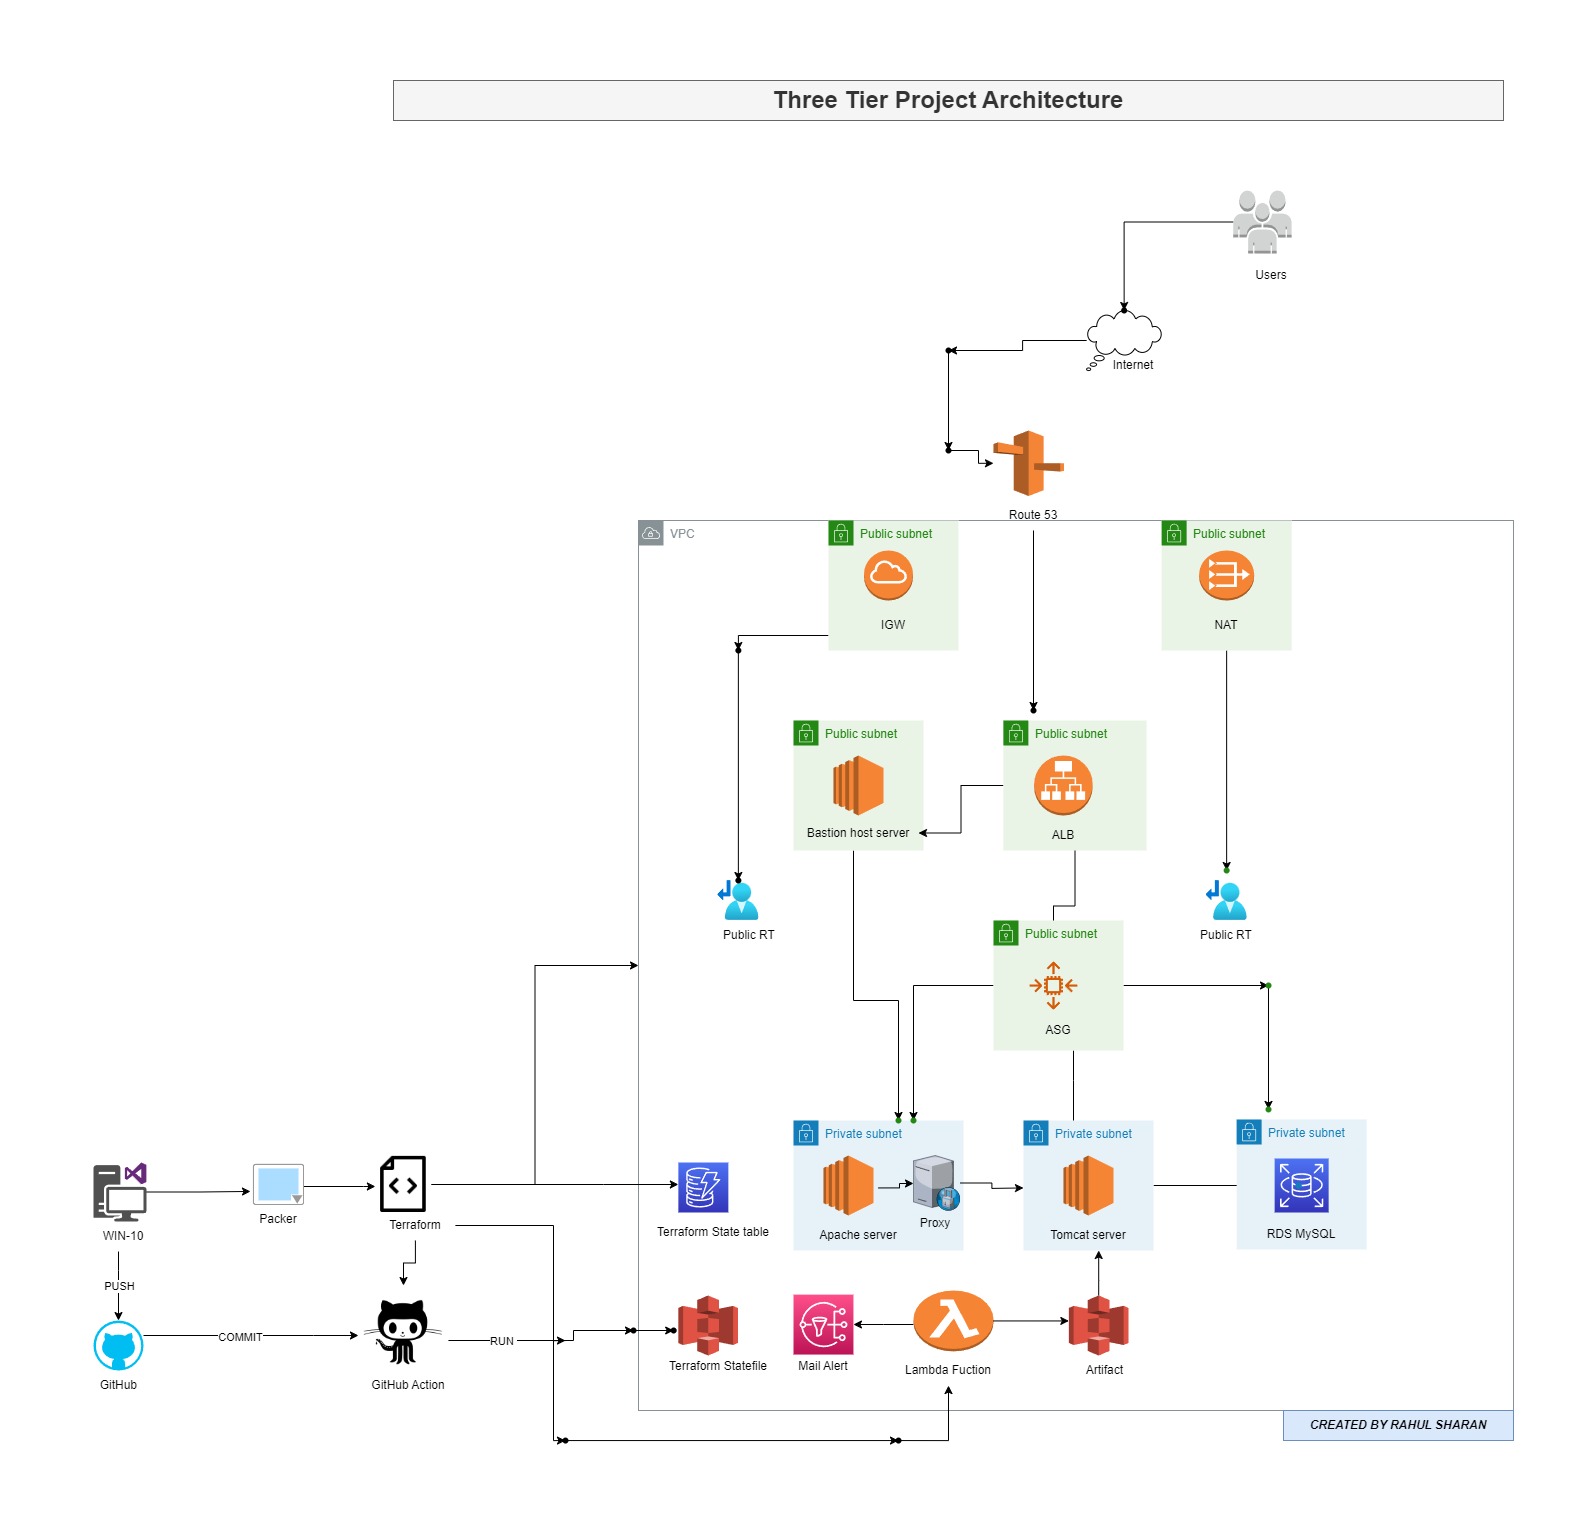 Three Tier Project Architecture
Users
Internet
Route 53
VPC
Public subnet
Public subnet
IGW
NAT
Public subnet
Public subnet
Bastion host server
ALB
Public RT
Public subnet
Public RT
ASG
Private subnet
Private subnet
Private subnet
WIN-10
Packer
Terraform
Terraform State table
Apache server
Proxy
Tomcat server
RDS MySQL
PUSH
COMMIT
RUN
GitHub
GitHub Action
Terraform Statefile
Mail Alert
Lambda Fuction
Artifact
CREATED BY RAHUL SHARAN